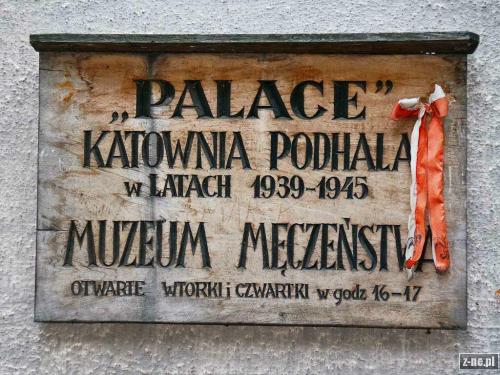 „PALACE”
KATOWNIA PODHALA
w LATACH 1939-1945
MUZEUM MĘCZEŃSTWA
OTWARTE WTORKI i CZWARTKI w godz 16-17
z-ne.pl